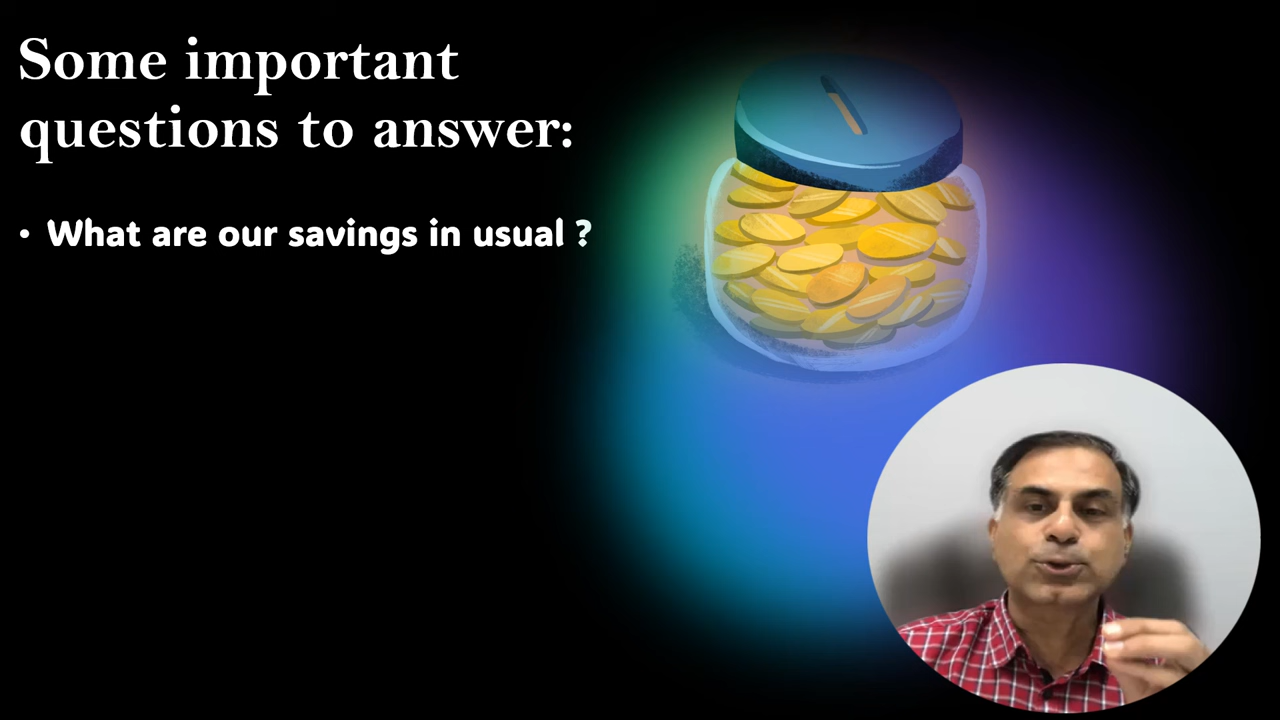 Some important
questions to answer:
• What are our savings in usual ?